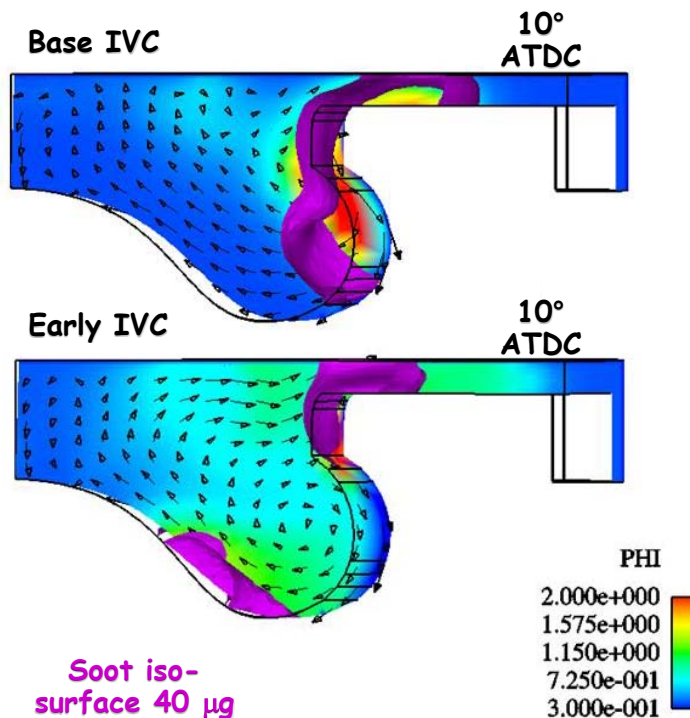 Base IVC
10°
ATDC
Early IVC
10°
ATDC
PHI
2.000e+000
1.575e+000
1.150e+000
7.250e-001
3.000e-001
Soot iso-
surface 40 µg